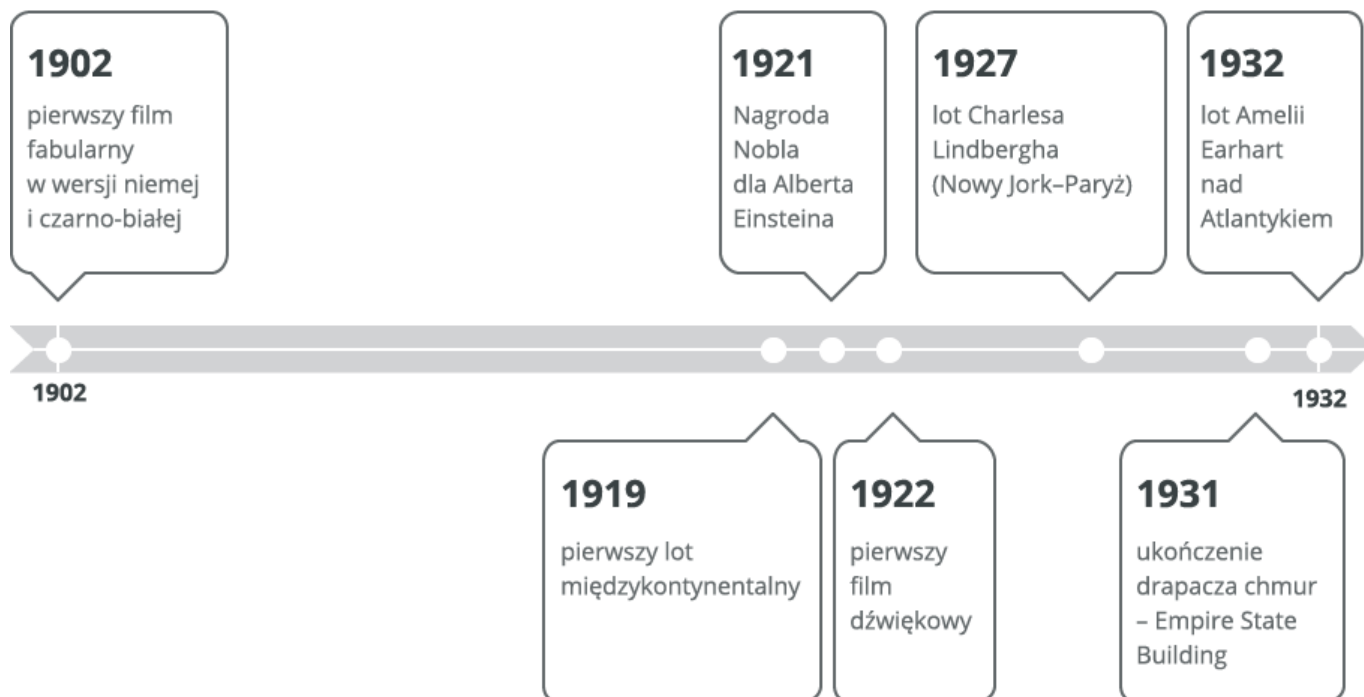 1902
pierwszy film
fabularny
w wersji niemej
i czarno-białej
1921
Nagroda
Nobla
dla Alberta
Einsteina
1927
lot Charlesa
Lindbergha
(Nowy Jork–Paryż)
1932
lot Amelii
Earhart
nad
Atlantykiem
1902
1932
1919
pierwszy lot
międzykontynentalny
1922
pierwszy
film
dźwiękowy
1931
ukończenie
drapacza chmur
– Empire State
Building